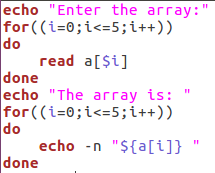 echo "Enter the array:"
for((i=0;i<=5;i++))
do
    read a[$i]
done
echo "The array is: "
for((i=0;i<=5;i++))
do
    echo -n "${a[i]} "
done